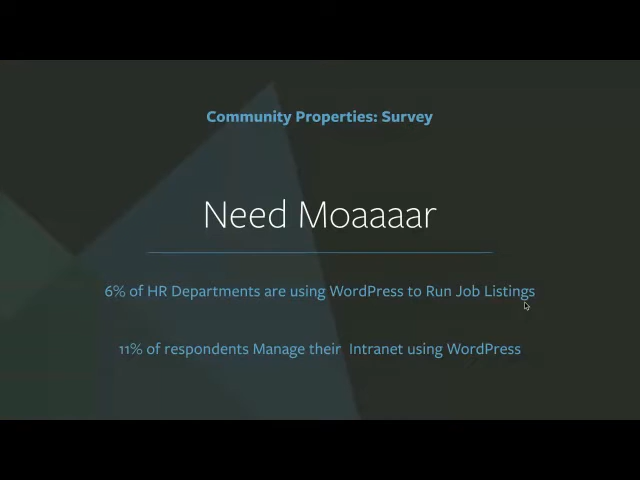 Community Properties: Survey
Need Moaaaar
6% of HR Departments are using WordPress to Run Job Listings
11% of respondents Manage their Intranet using WordPress